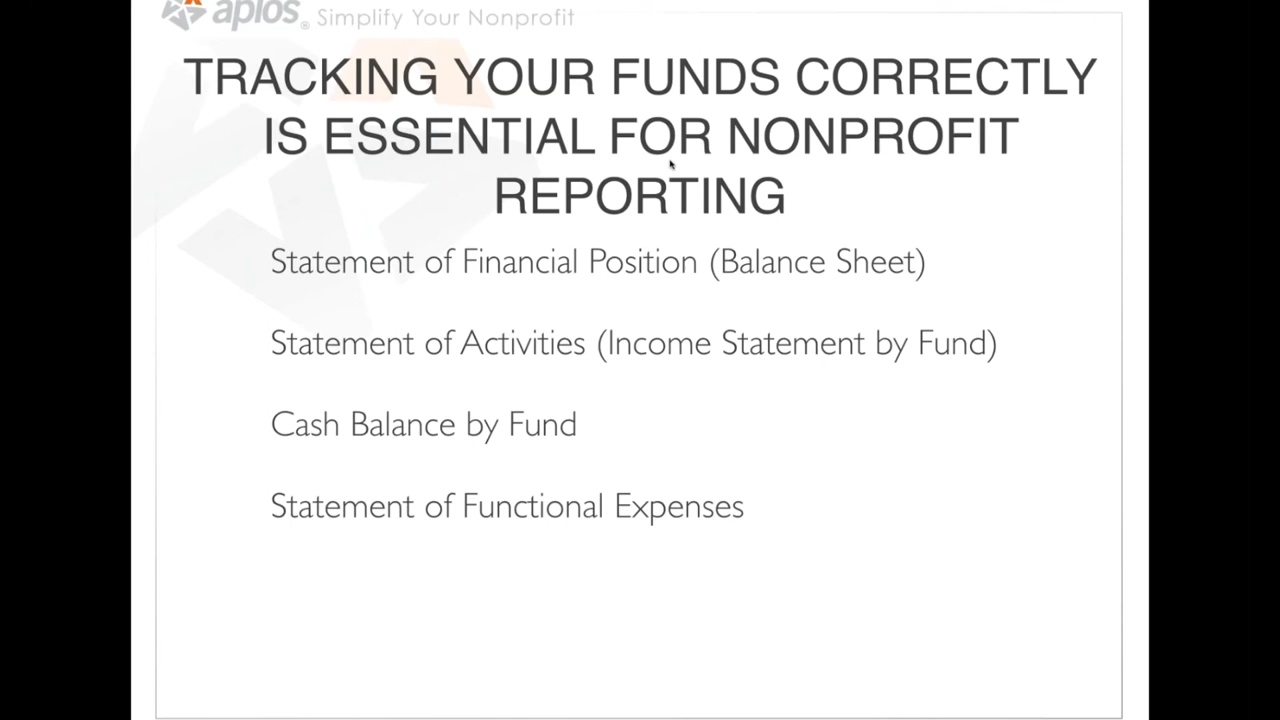 aplos® Simplify Your Nonprofit
TRACKING YOUR FUNDS CORRECTLY
IS ESSENTIAL FOR NONPROFIT
REPORTING
Statement of Financial Position (Balance Sheet)
Statement of Activities (Income Statement by Fund)
Cash Balance by Fund
Statement of Functional Expenses